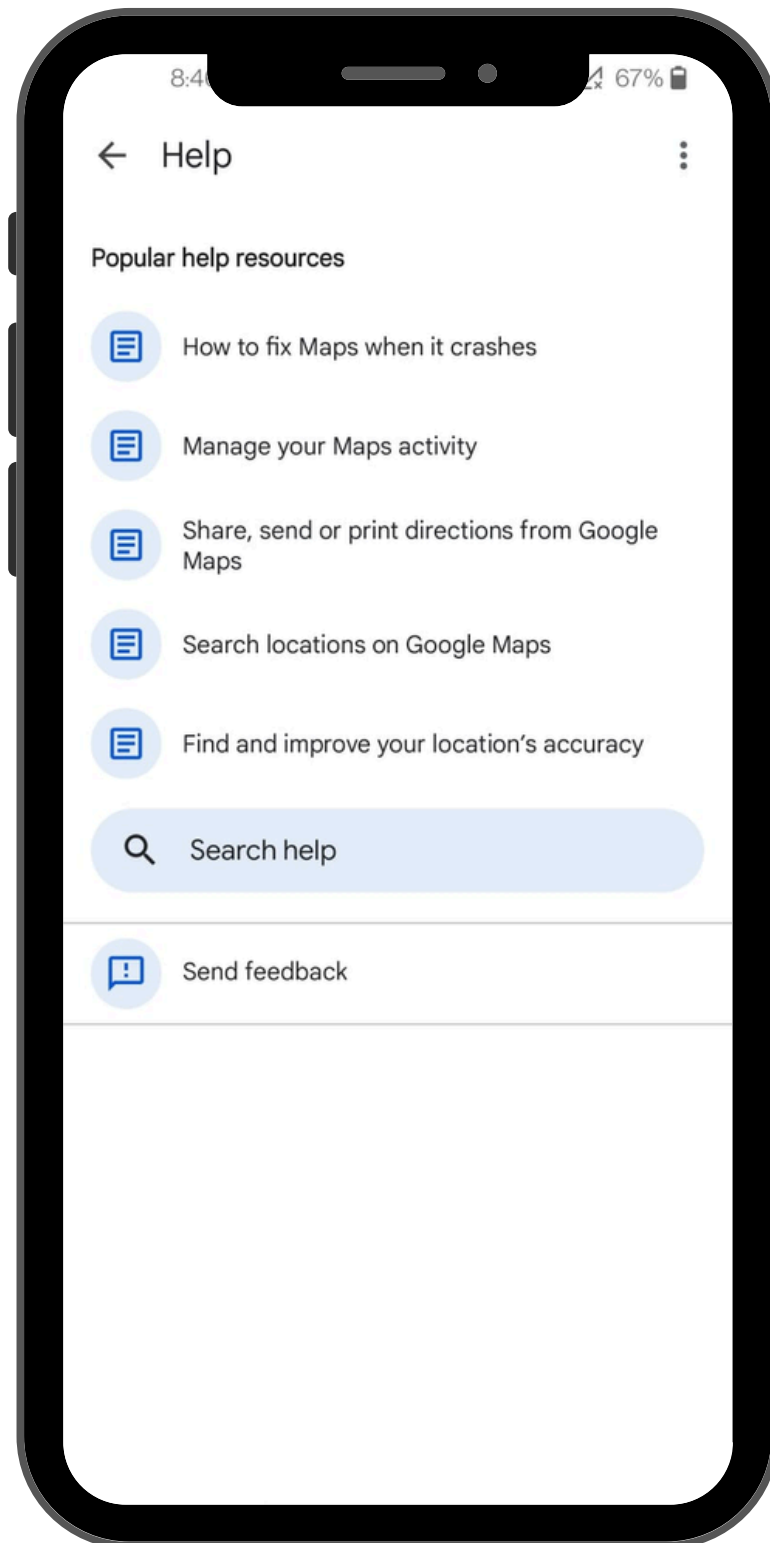 67%
Help
Popular help resources
How to fix Maps when it crashes
Manage your Maps activity
Share, send or print directions from Google
Maps
Search locations on Google Maps
Find and improve your location’s accuracy
Search help
Send feedback